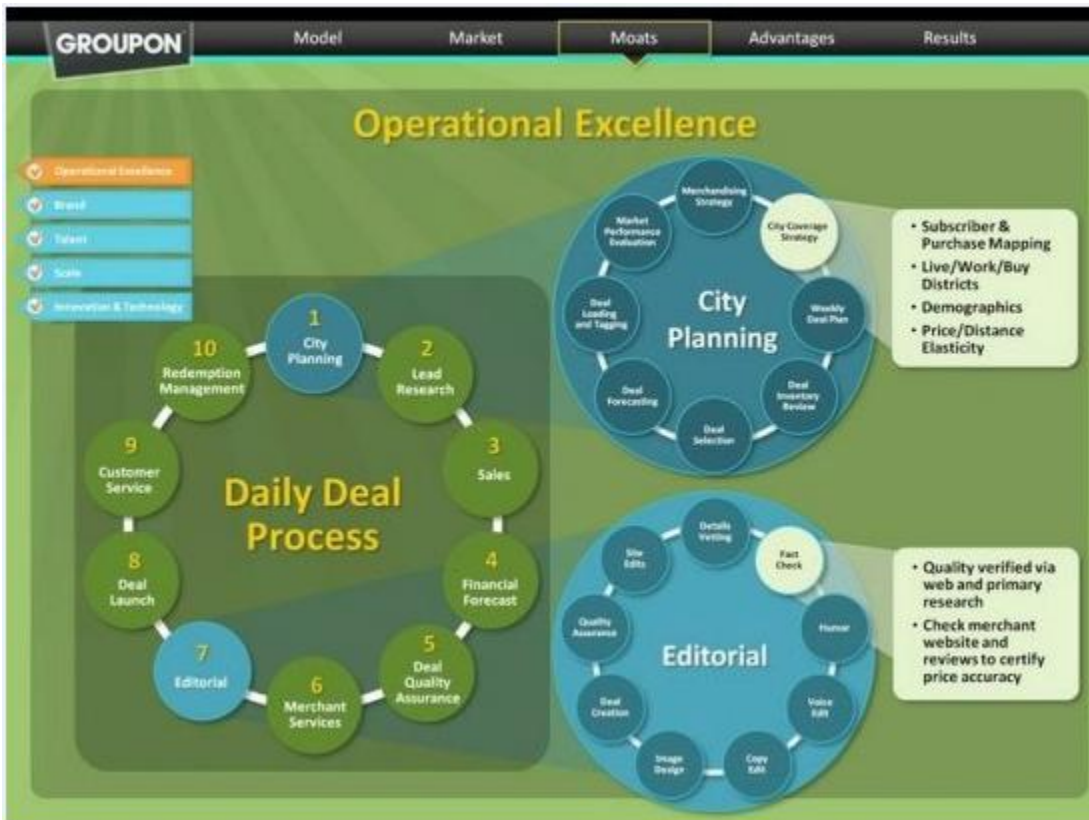 GROUPON
Model
Market
Moats
Advantages
Results
Operational Excellence
Operational Excellence
Brand
Talent
Scale
Innovation & Technology
Daily Deal
Process
1
City
Planning
2
Lead
Research
3
Sales
4
Financial
Forecast
5
Deal
Quality
Assurance
6
Merchant
Services
7
Editorial
8
Deal
Launch
9
Customer
Service
10
Redemption
Management
City
Planning
Merchandising
Strategy
City Coverage
Strategy
Weekly
Deal Plan
Deal
Inventory
Review
Deal
Selection
Deal
Forecasting
Deal
Loading
and Tagging
Market
Performance
Evaluation
• Subscriber &
Purchase Mapping
• Live/Work/Buy
Districts
• Demographics
• Price/Distance
Elasticity
Editorial
Details
Vetting
Fact
Check
Humor
Voice
Edit
Copy
Edit
Image
Design
Deal
Creation
Quality
Assurance
Site
Edits
• Quality verified via
web and primary
research
• Check merchant
website and
reviews to certify
price accuracy